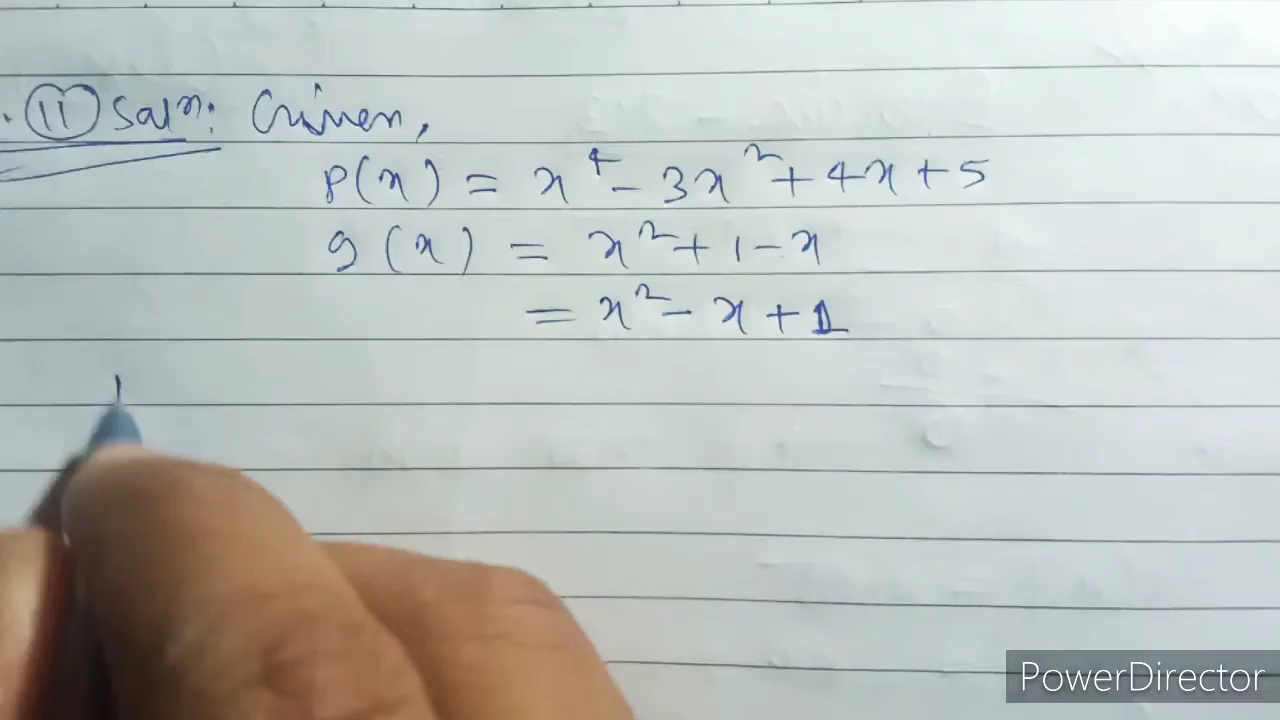 . 11 Solⁿ: Given,
p(x) = x⁴ - 3x² + 4x + 5
g(x) = x² + 1 - x
= x² - x + 1
PowerDirector